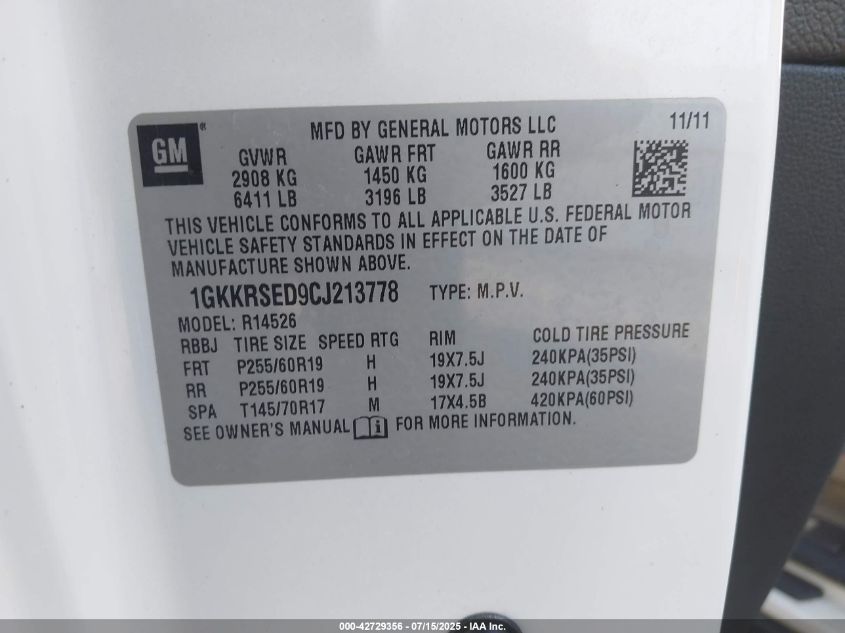 GM
MFD BY GENERAL MOTORS LLC 11/11
GVWR GAWR FRT GAWR RR
2908 KG 1450 KG 1600 KG
6411 LB 3196 LB 3527 LB
THIS VEHICLE CONFORMS TO ALL APPLICABLE U.S. FEDERAL MOTOR
VEHICLE SAFETY STANDARDS IN EFFECT ON THE DATE OF
MANUFACTURE SHOWN ABOVE.
1GKKRSED9CJ213778 TYPE: M.P.V.
MODEL: R14526
RBBJ TIRE SIZE SPEED RTG RIM COLD TIRE PRESSURE
FRT P255/60R19 H 19X7.5J 240KPA(35PSI)
RR P255/60R19 H 19X7.5J 240KPA(35PSI)
SPA T145/70R17 M 17X4.5B 420KPA(60PSI)
SEE OWNER'S MANUAL i FOR MORE INFORMATION.
000-42729356 - 07/15/2025 - IAA Inc.